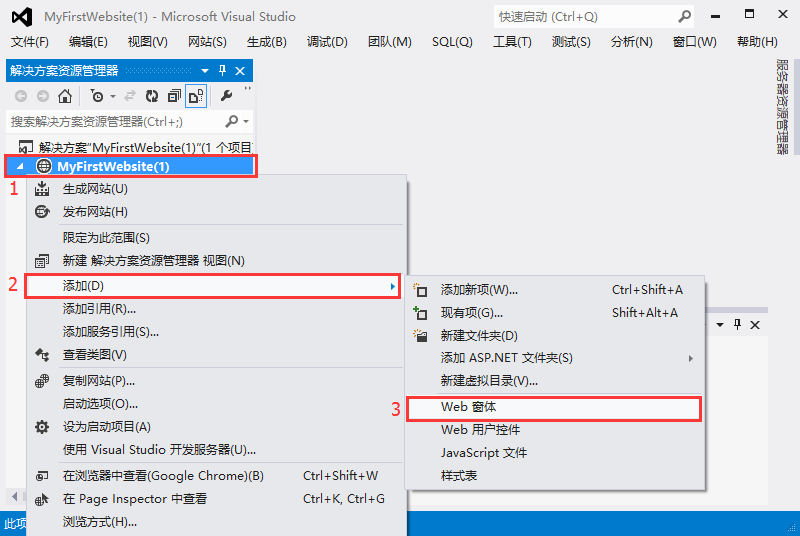 MyFirstWebsite(1) - Microsoft Visual Studio
快速启动 (Ctrl+Q)
文件(F) 编辑(E) 视图(V) 网站(S) 生成(B) 调试(D) 团队(M) SQL(Q) 工具(T) 测试(S) 分析(N) 窗口(W) 帮助(H)
解决方案资源管理器
服务器资源管理器
搜索解决方案资源管理器(Ctrl+;)
解决方案"MyFirstWebsite(1)"(1 个项目
MyFirstWebsite(1)
1
生成网站(U)
发布网站(H)
限定为此范围(S)
新建 解决方案资源管理器 视图(N)
2
添加(D)
添加引用(R)...
添加服务引用(S)...
查看类图(V)
复制网站(P)...
启动选项(O)...
设为启动项目(A)
使用 Visual Studio 开发服务器(U)...
在浏览器中查看(Google Chrome)(B) Ctrl+Shift+W
在 Page Inspector 中查看 Ctrl+K, Ctrl+G
浏览方式(H)...
添加新项(W)... Ctrl+Shift+A
现有项(G)... Shift+Alt+A
新建文件夹(D)
添加 ASP.NET 文件夹(S)
新建虚拟目录(V)...
3
Web 窗体
Web 用户控件
JavaScript 文件
样式表
此项